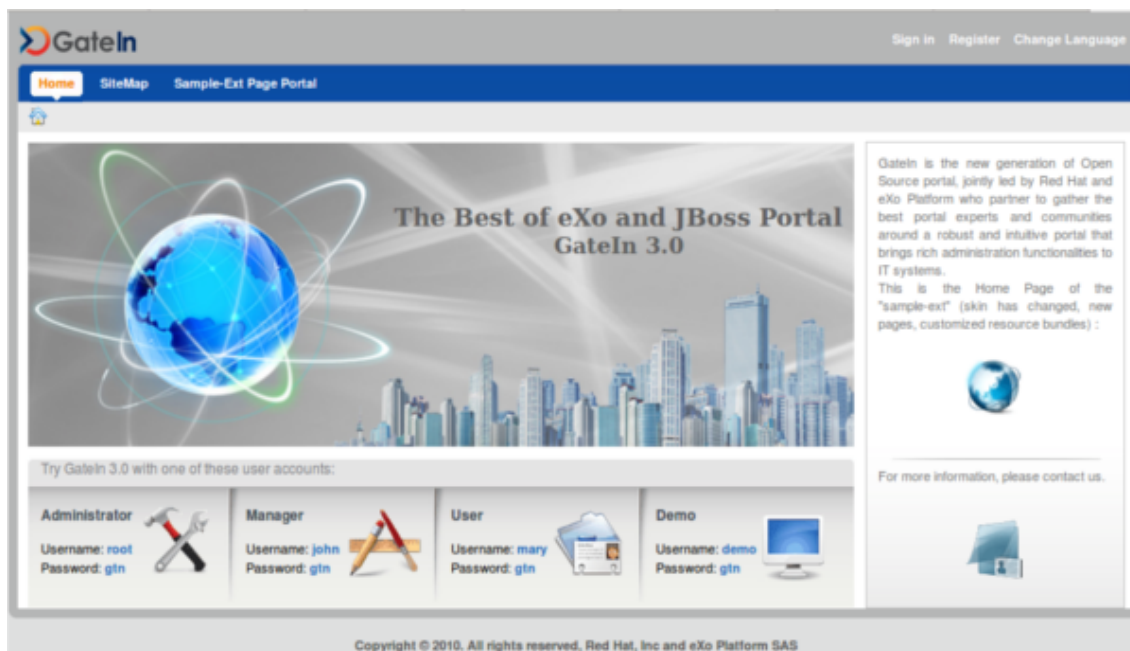 GateIn
Sign in Register Change Language
Home SiteMap Sample-Ext Page Portal
The Best of eXo and JBoss Portal
GateIn 3.0
GateIn is the new generation of Open
Source portal, jointly led by Red Hat and
eXo Platform who partner to gather the
best portal experts and communities
around a robust and intuitive portal that
brings rich administration functionalities to
IT systems.
This is the Home Page of the
"sample-ext" (skin has changed, new
pages, customized resource bundles) :
For more information, please contact us.
Try GateIn 3.0 with one of these user accounts:
Administrator
Username: root
Password: gtn
Manager
Username: john
Password: gtn
User
Username: mary
Password: gtn
Demo
Username: demo
Password: gtn
Copyright © 2010. All rights reserved, Red Hat, Inc and eXo Platform SAS